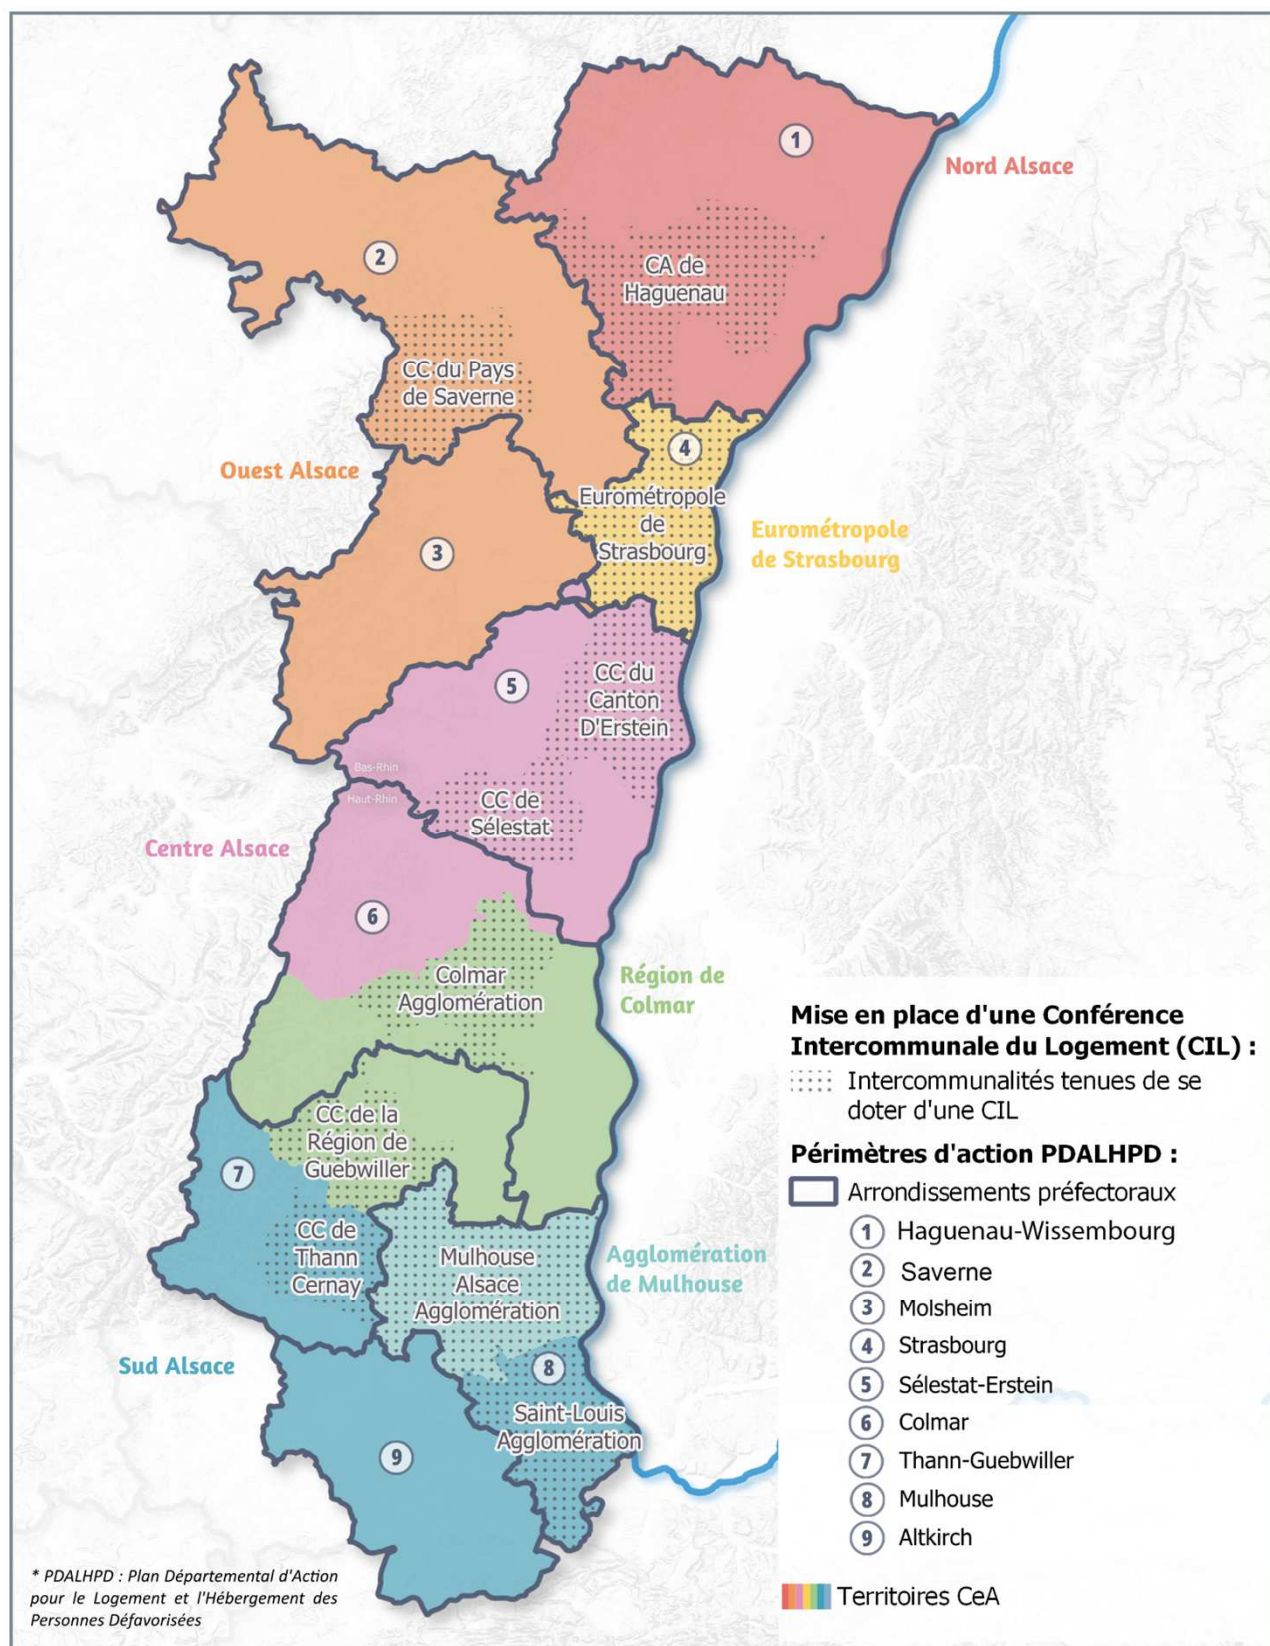 1
Nord Alsace
2
CA de
Haguenau
CC du Pays
de Saverne
4
Ouest Alsace
Eurométropole
de
Strasbourg
Eurométropole
de Strasbourg
3
5
CC du
Canton
D'Erstein
Bas-Rhin
Haut-Rhin
CC de
Sélestat
Centre Alsace
6
Colmar
Agglomération
Région de
Colmar
CC de la
Région de
Guebwiller
7
CC de
Thann
Cernay
Mulhouse
Alsace
Agglomération
Agglomération
de Mulhouse
Sud Alsace
8
Saint-Louis
Agglomération
9
Mise en place d'une Conférence
Intercommunale du Logement (CIL) :
Intercommunalités tenues de se
doter d'une CIL
Périmètres d'action PDALHPD :
Arrondissements préfectoraux
1 Haguenau-Wissembourg
2 Saverne
3 Molsheim
4 Strasbourg
5 Sélestat-Erstein
6 Colmar
7 Thann-Guebwiller
8 Mulhouse
9 Altkirch
Territoires CeA
* PDALHPD : Plan Départemental d'Action
pour le Logement et l'Hébergement des
Personnes Défavorisées